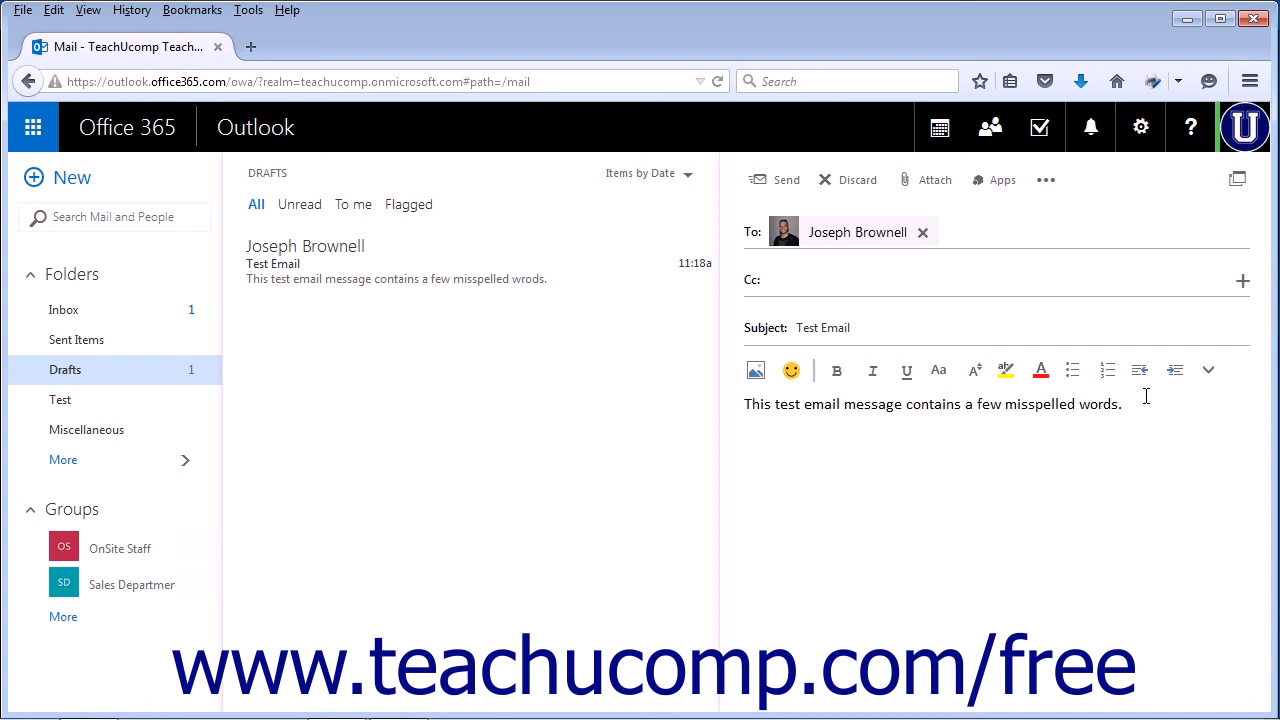 File Edit View History Bookmarks Tools Help
Mail - TeachUcomp Teach...
https://outlook.office365.com/owa/?realm=teachucomp.onmicrosoft.com#path=/mail
Search
Office 365 Outlook
U
New
Search Mail and People
Folders
Inbox 1
Sent Items
Drafts 1
Test
Miscellaneous
More
Groups
OS OnSite Staff
SD Sales Departmer
More
DRAFTS Items by Date
All Unread To me Flagged
Joseph Brownell
Test Email 11:18a
This test email message contains a few misspelled wrods.
Send Discard Attach Apps
To: Joseph Brownell
Cc:
Subject: Test Email
B I U Aa A ab A
This test email message contains a few misspelled words.
www.teachucomp.com/free